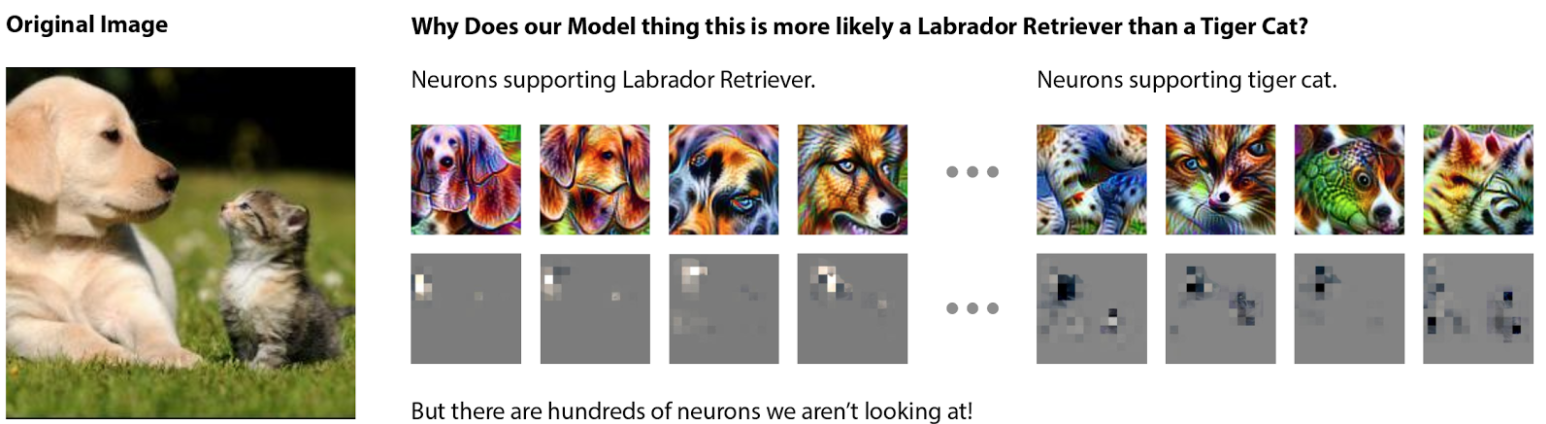 Original Image
Why Does our Model thing this is more likely a Labrador Retriever than a Tiger Cat?
Neurons supporting Labrador Retriever.
Neurons supporting tiger cat.
But there are hundreds of neurons we aren't looking at!